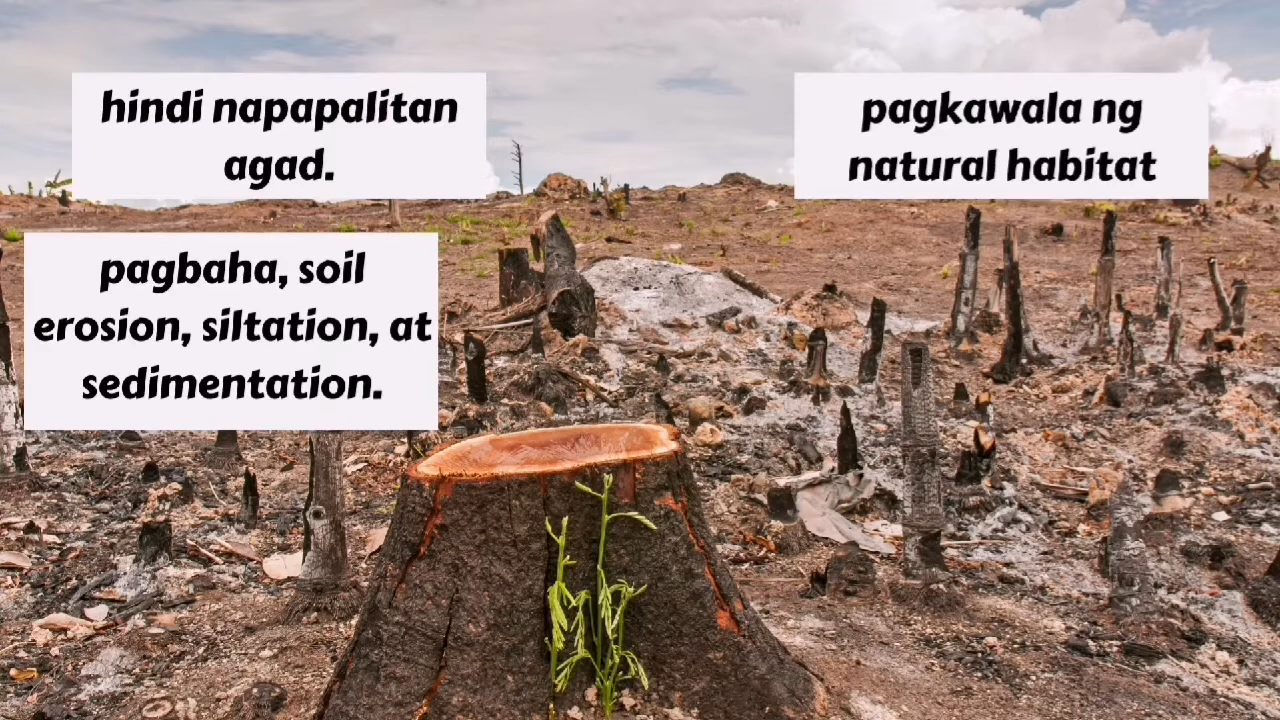 hindi napapalitan
agad.
pagkawala ng
natural habitat
pagbaha, soil
erosion, siltation, at
sedimentation.